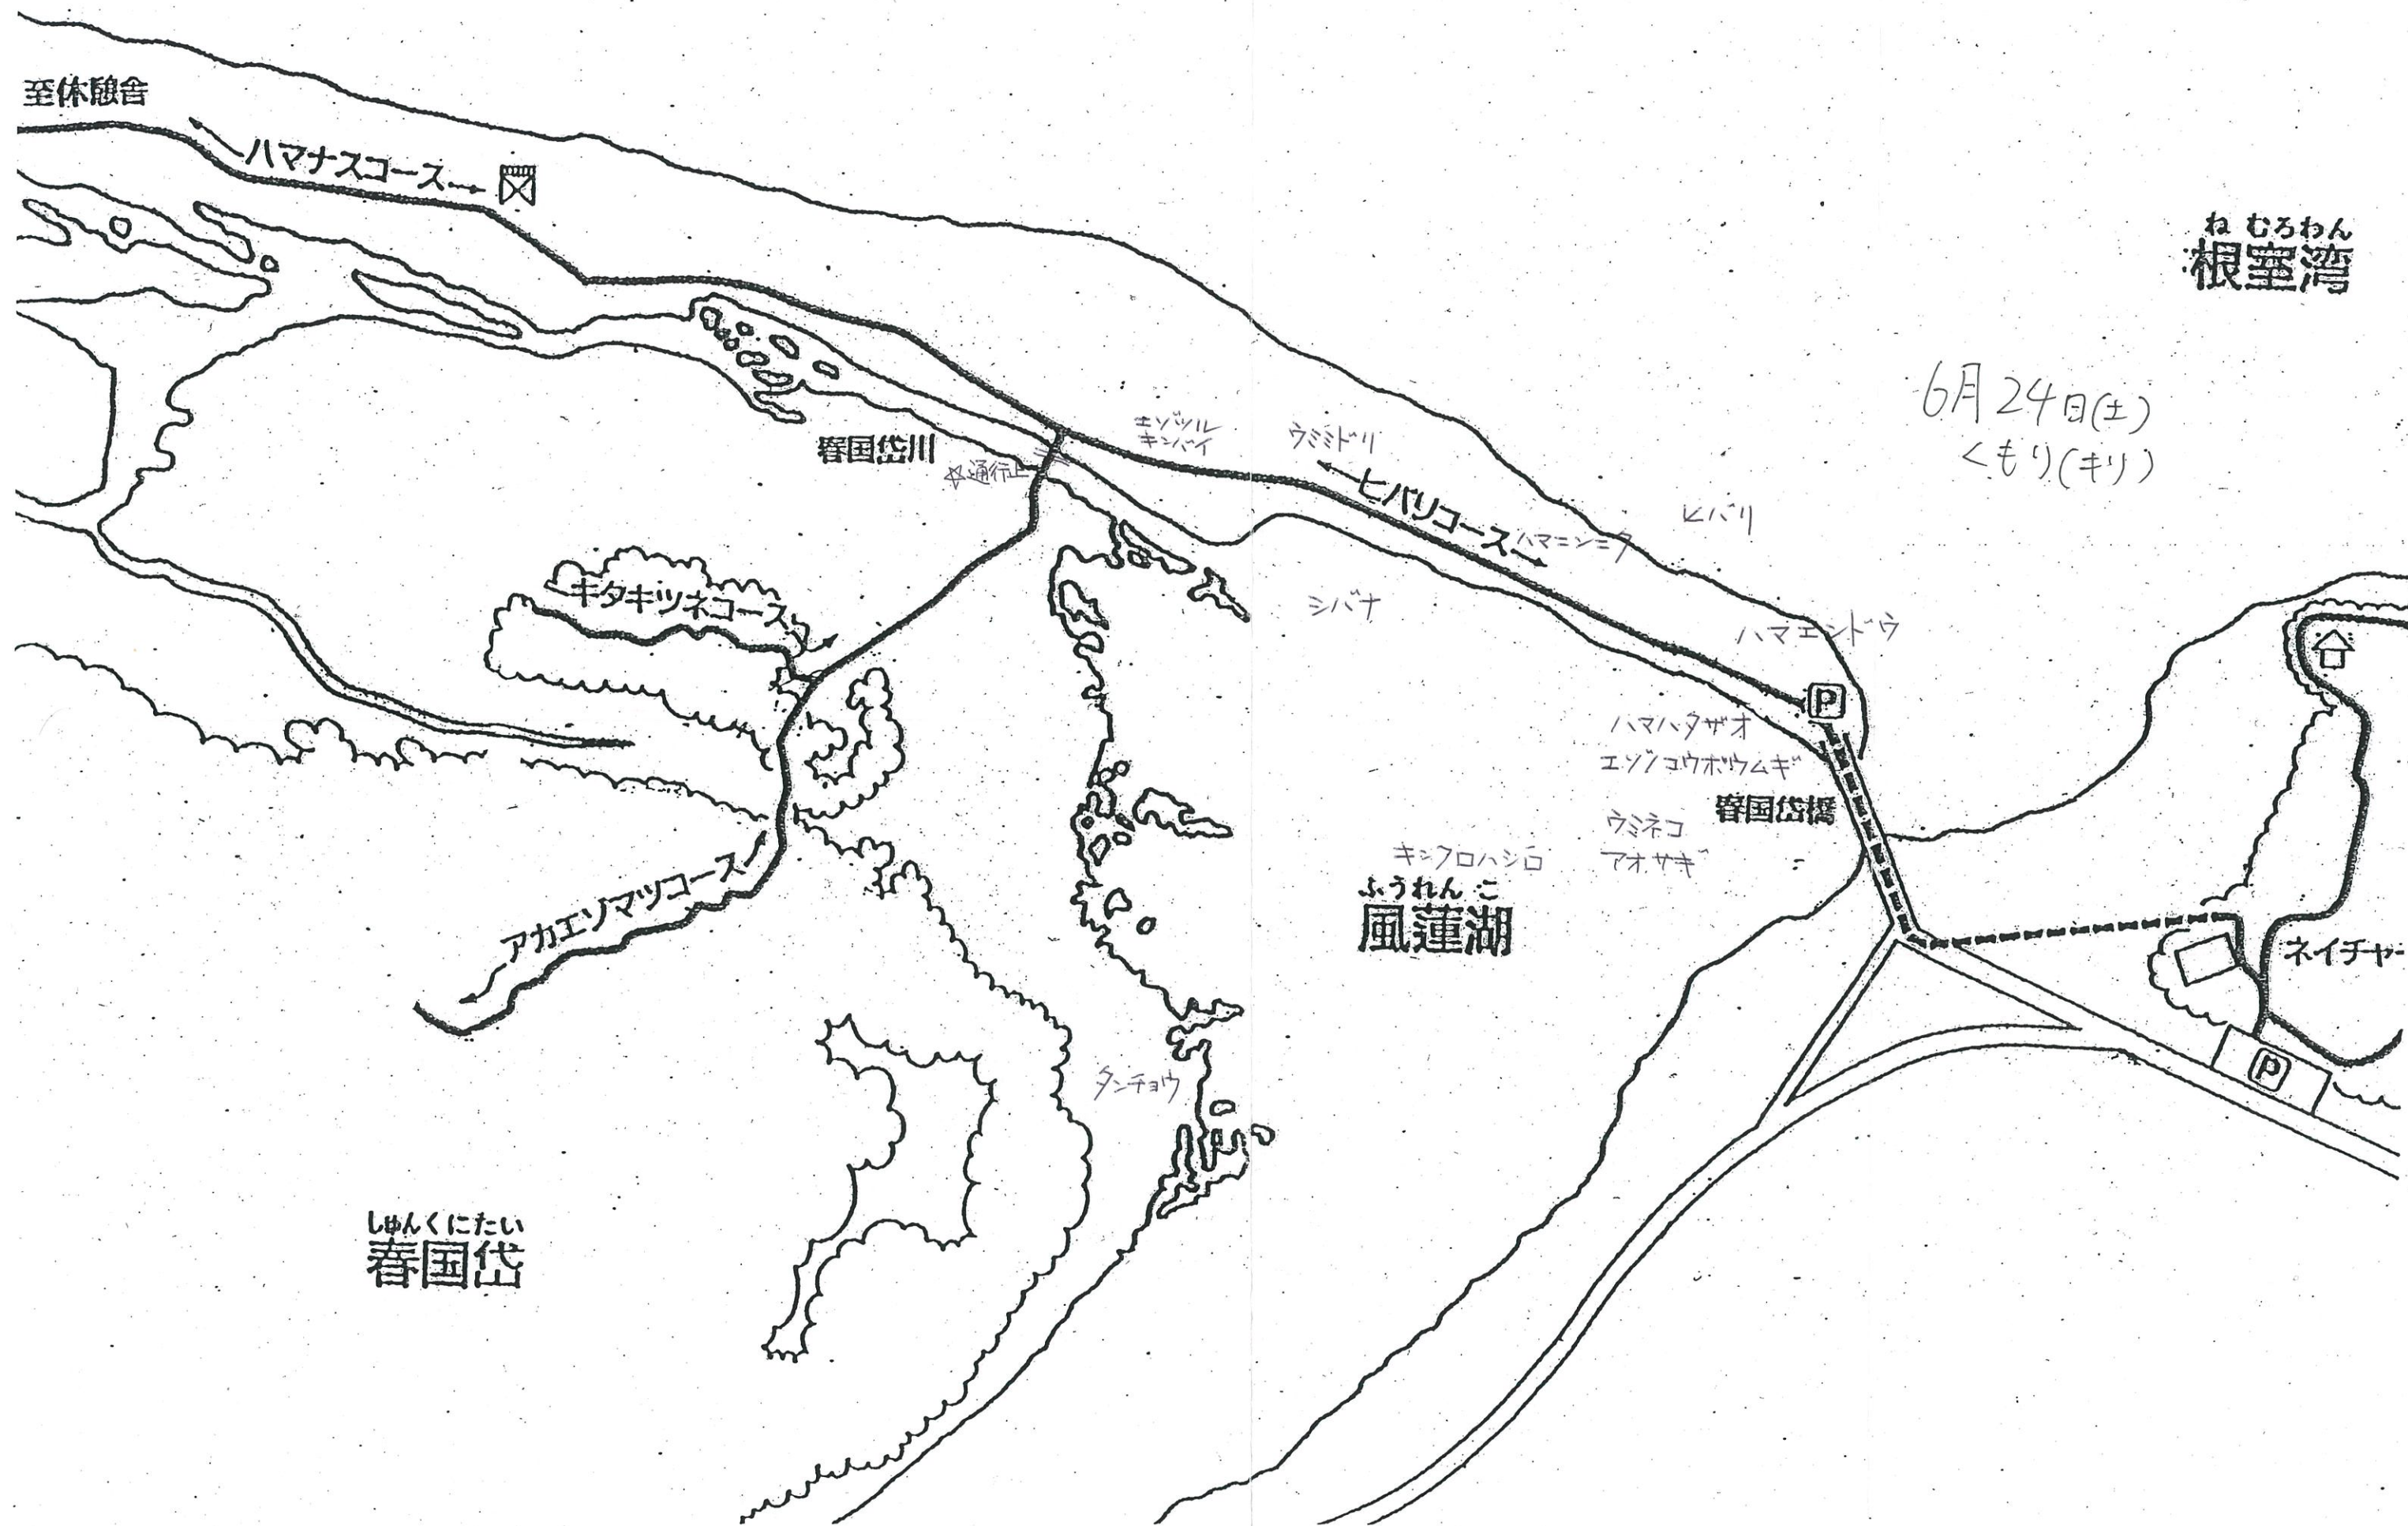 至休憩舎
ハマナスコース
ね むろわん
根室湾
6月24日(土)
くもり(キリ)
春国岱川
☆通行止
エゾツル
キンバイ
ウミミドリ
ヒバリコース
ハマニンニク
ヒバリ
シバナ
キタキツネコース
ハマエンドウ
P
ハマハタザオ
エゾノコウボウムギ
春国岱橋
ウミネコ
アオサギ
キンクロハジロ
ふうれんこ
風蓮湖
アカエゾマツコース
ネイチャー
P
タンチョウ
しゅんくにたい
春国岱